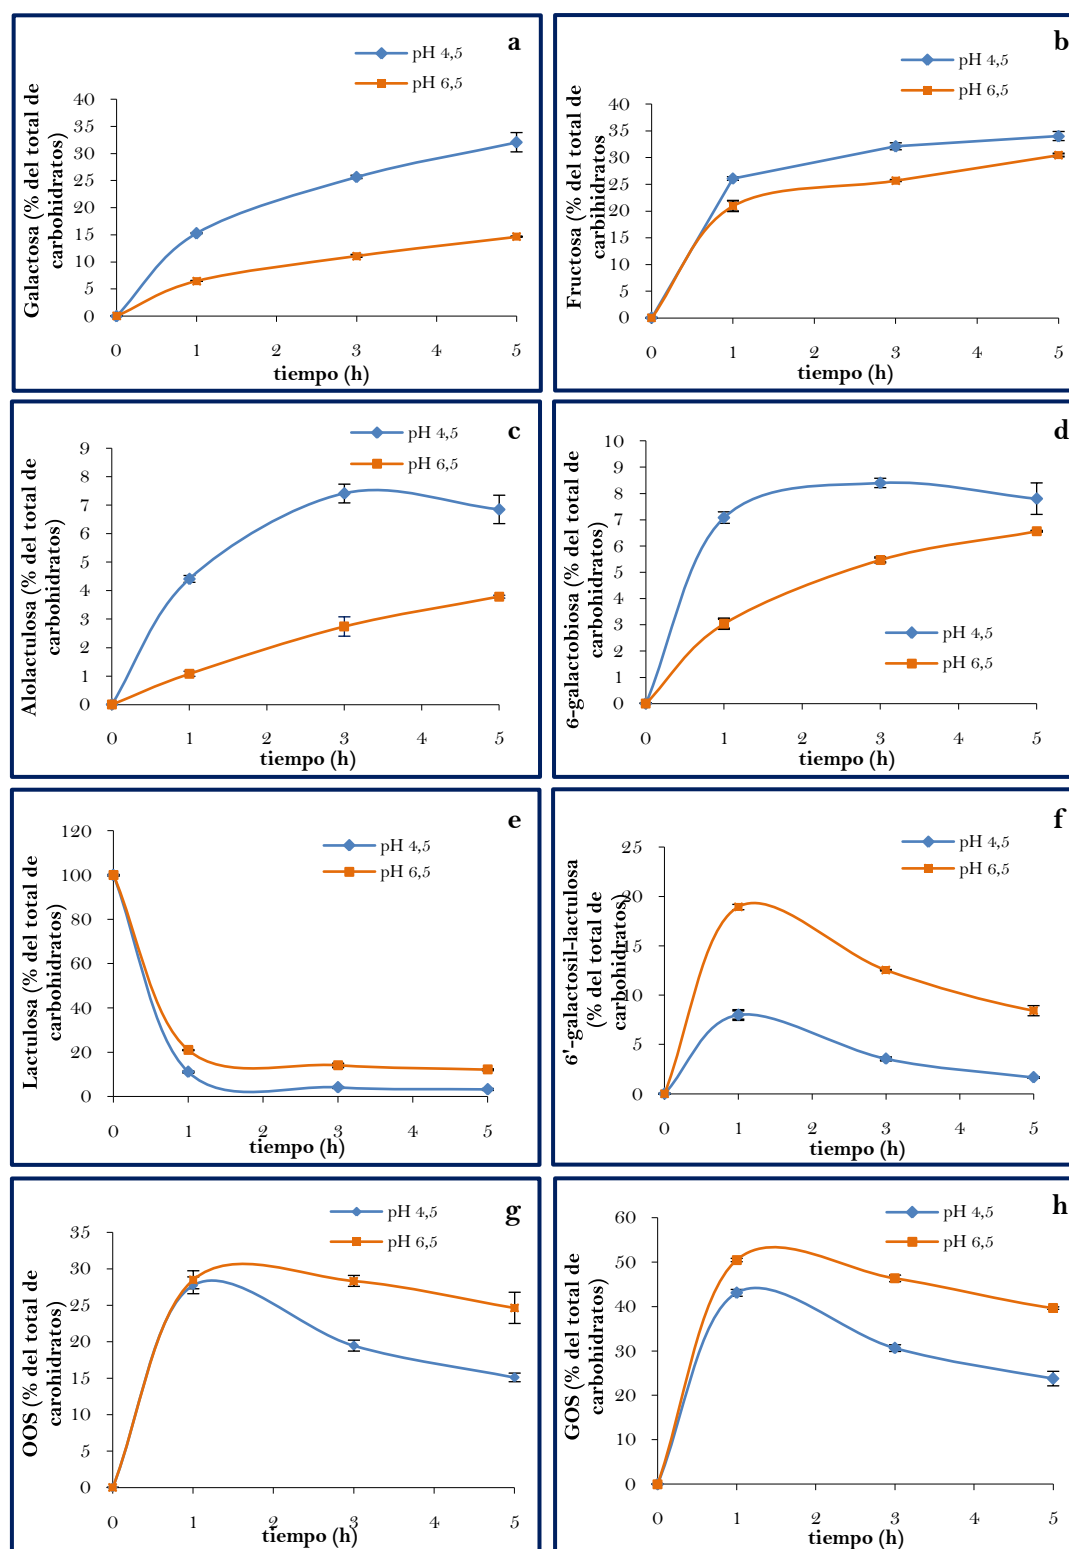 a
pH 4,5
pH 6,5
Galactosa (% del total de
carbohidratos)
40
35
30
25
20
15
10
5
0
0 1 2 3 4 5
tiempo (h)
b
pH 4,5
pH 6,5
Fructosa (% del total de
carbihidratos
40
35
30
25
20
15
10
5
0
0 1 2 3 4 5
tiempo (h)
c
pH 4,5
pH 6,5
Alolactulosa (% del total de
carbohidratos)
9
8
7
6
5
4
3
2
1
0
0 1 2 3 4 5
tiempo (h)
d
pH 4,5
pH 6,5
6-galactobiosa (% del total de
carbohidratos)
10
9
8
7
6
5
4
3
2
1
0
0 1 2 3 4 5
tiempo (h)
e
pH 4,5
pH 6,5
Lactulosa (% del total de
carbohidratos)
120
100
80
60
40
20
0
0 1 2 3 4 5
tiempo (h)
f
pH 4,5
pH 6,5
6'-galactosil-lactulosa
(% del total de
carbohidratos)
25
20
15
10
5
0
0 1 2 3 4 5
tiempo (h)
g
pH 4,5
pH 6,5
OOS (% del total de
carohidratos)
35
30
25
20
15
10
5
0
0 1 2 3 4 5
tiempo (h)
h
pH 4,5
pH 6,5
GOS (% del total de
carbohidratos)
60
50
40
30
20
10
0
0 1 2 3 4 5
tiempo (h)